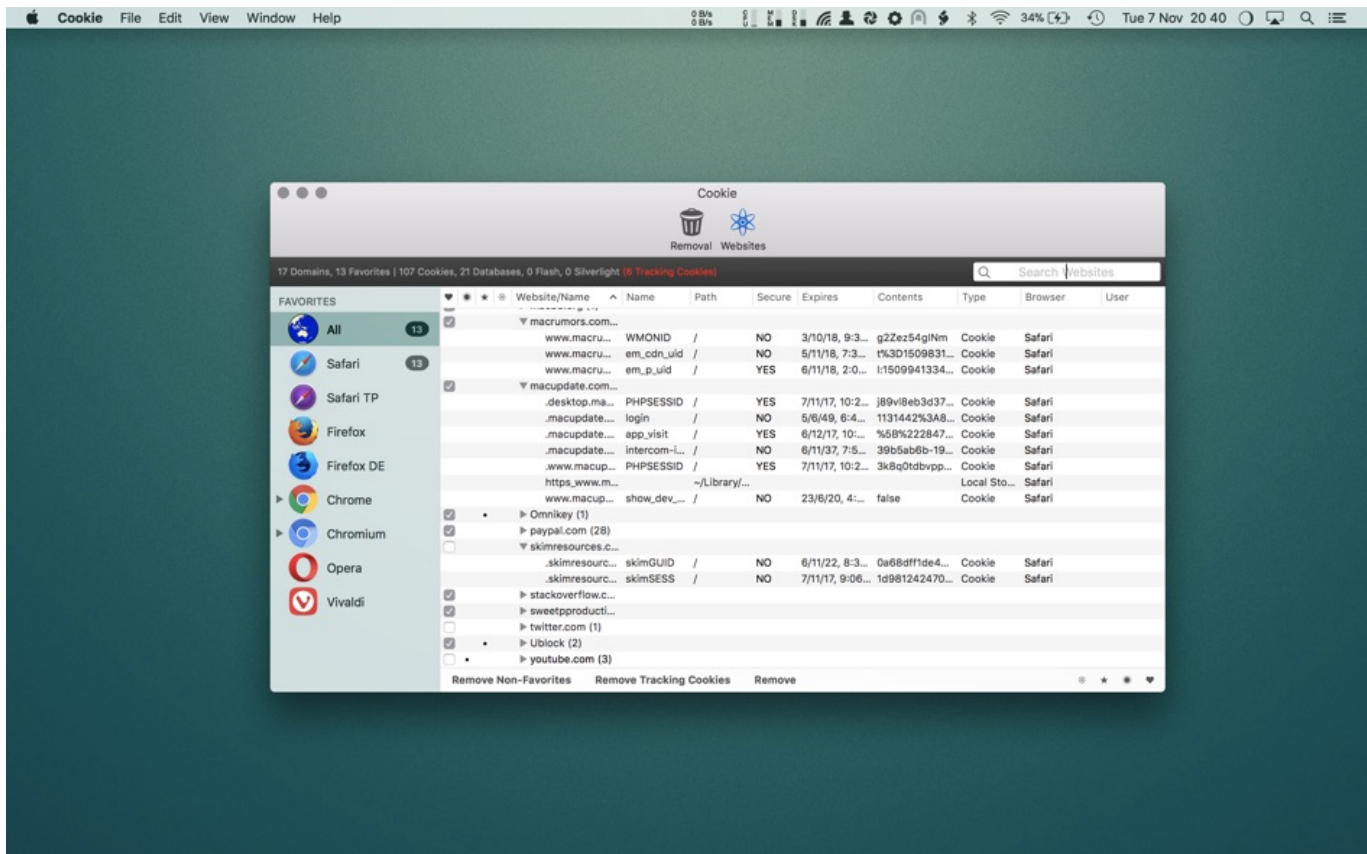 Cookie File Edit View Window Help 0 B/s 0 B/s 34% Tue 7 Nov 20 40
Cookie
Removal Websites
17 Domains, 13 Favorites | 107 Cookies, 21 Databases, 0 Flash, 0 Silverlight (6 Tracking Cookies) Search Websites
FAVORITES
All 13
Safari 13
Safari TP
Firefox
Firefox DE
Chrome
Chromium
Opera
Vivaldi
Website/Name Name Path Secure Expires Contents Type Browser User
macrumors.com...
www.macru... WMONID / NO 3/10/18, 9:3... g2Zez54glNm Cookie Safari
www.macru... em_cdn_uid / NO 5/11/18, 7:3... t%3D1509831... Cookie Safari
www.macru... em_p_uid / YES 6/11/18, 2:0... l:1509941334... Cookie Safari
macupdate.com...
.desktop.ma... PHPSESSID / YES 7/11/17, 10:2... j89vl8eb3d37... Cookie Safari
.macupdate.... login / NO 5/6/49, 6:4... 1131442%3A8... Cookie Safari
.macupdate.... app_visit / YES 6/12/17, 10:... %5B%222847... Cookie Safari
.macupdate.... intercom-i... / NO 6/11/37, 7:5... 39b5ab6b-19... Cookie Safari
.www.macup... PHPSESSID / YES 7/11/17, 10:2... 3k8q0tdbvpp... Cookie Safari
https_www.m... ~/Library/... Local Sto... Safari
www.macup... show_dev_... / NO 23/6/20, 4:... false Cookie Safari
Omnikey (1)
paypal.com (28)
skimresources.c...
.skimresourc... skimGUID / NO 6/11/22, 8:3... 0a68dff1de4... Cookie Safari
.skimresourc... skimSESS / NO 7/11/17, 9:06... 1d981242470... Cookie Safari
stackoverflow.c...
sweetpproducti...
twitter.com (1)
Ublock (2)
youtube.com (3)
Remove Non-Favorites Remove Tracking Cookies Remove